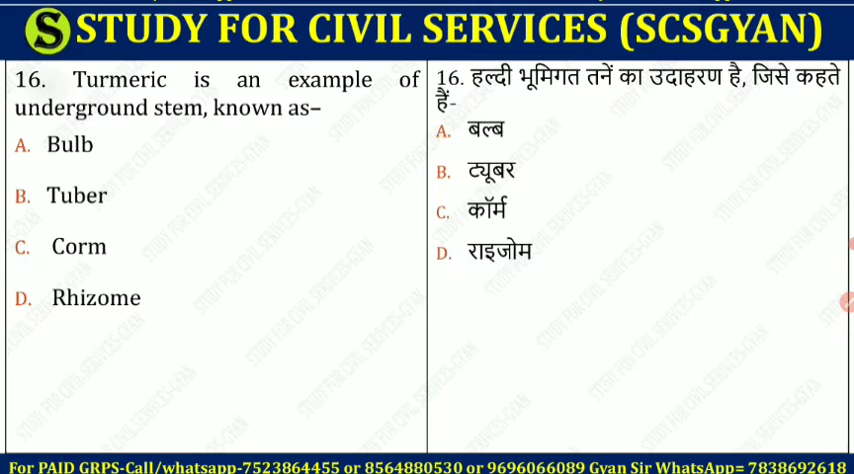 STUDY FOR CIVIL SERVICES (SCSGYAN)
16. Turmeric is an example of
underground stem, known as–
A. Bulb
B. Tuber
C. Corm
D. Rhizome
16. हल्दी भूमिगत तनें का उदाहरण है, जिसे कहते
हैं-
A. बल्ब
B. ट्यूबर
C. कॉर्म
D. राइजोम
For PAID GRPS-Call/whatsapp-7523864455 or 8564880530 or 9696066089 Gyan Sir WhatsApp= 7838692618